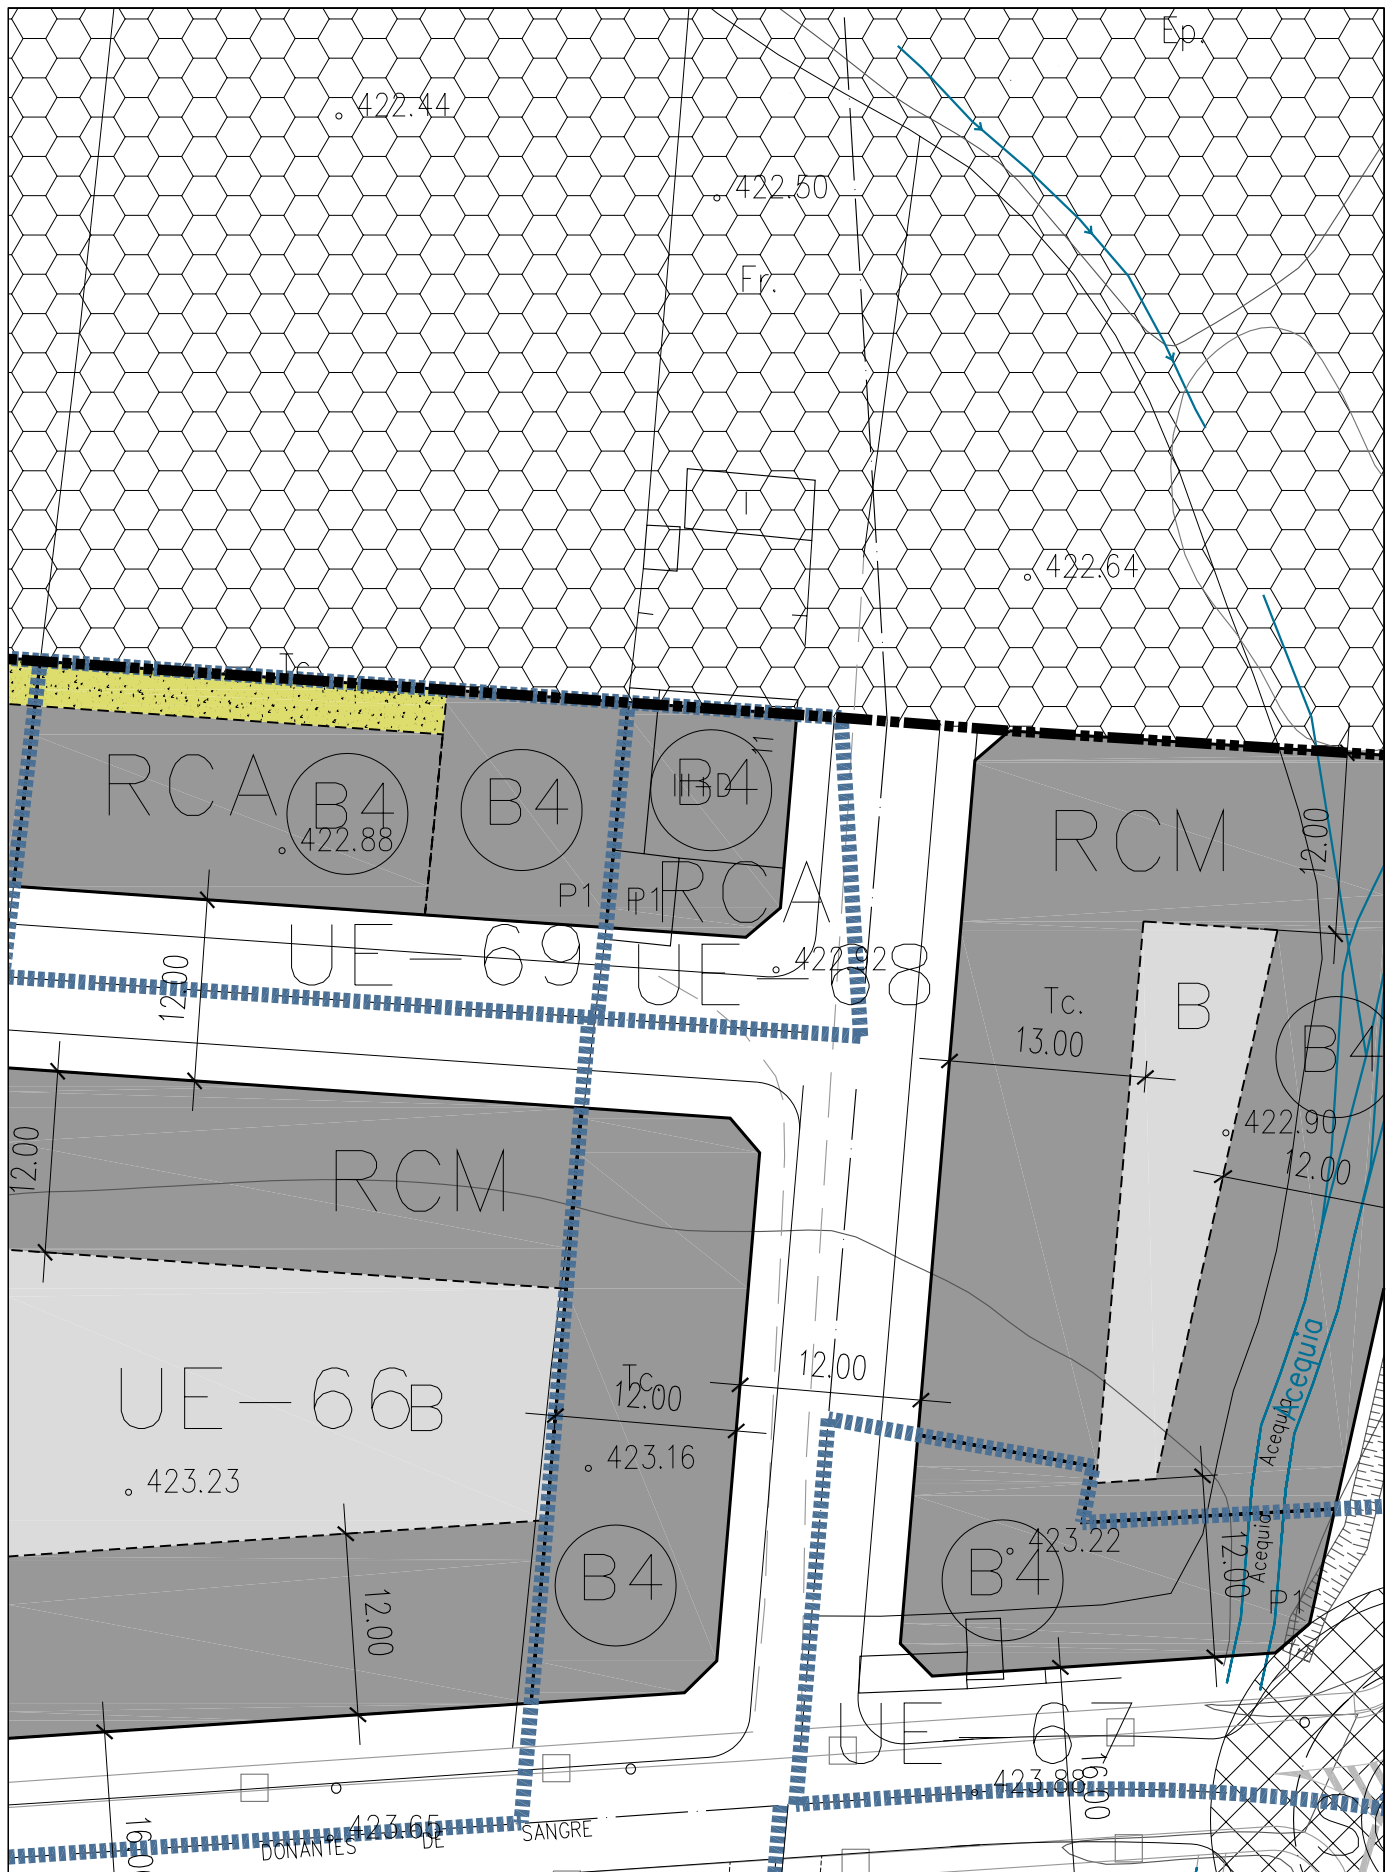 Ep.
422.44
422.50
Fr.
I
422.64
Tc.
RCA
B4
B4
B4
III+D
422.88
RCM
12.00
P1
P1
RCA
UE-69
UE-68
422.92
12.00
Tc.
B
13.00
B4
422.90
12.00
12.00
RCM
Acequia
Acequia
UE-66
B
12.00
Tc.
12.00
423.16
423.23
B4
12.00
B4
423.22
12.00
Acequia
P1
UE-67
423.88
16.00
16.00
423.65
DONANTES DE SANGRE